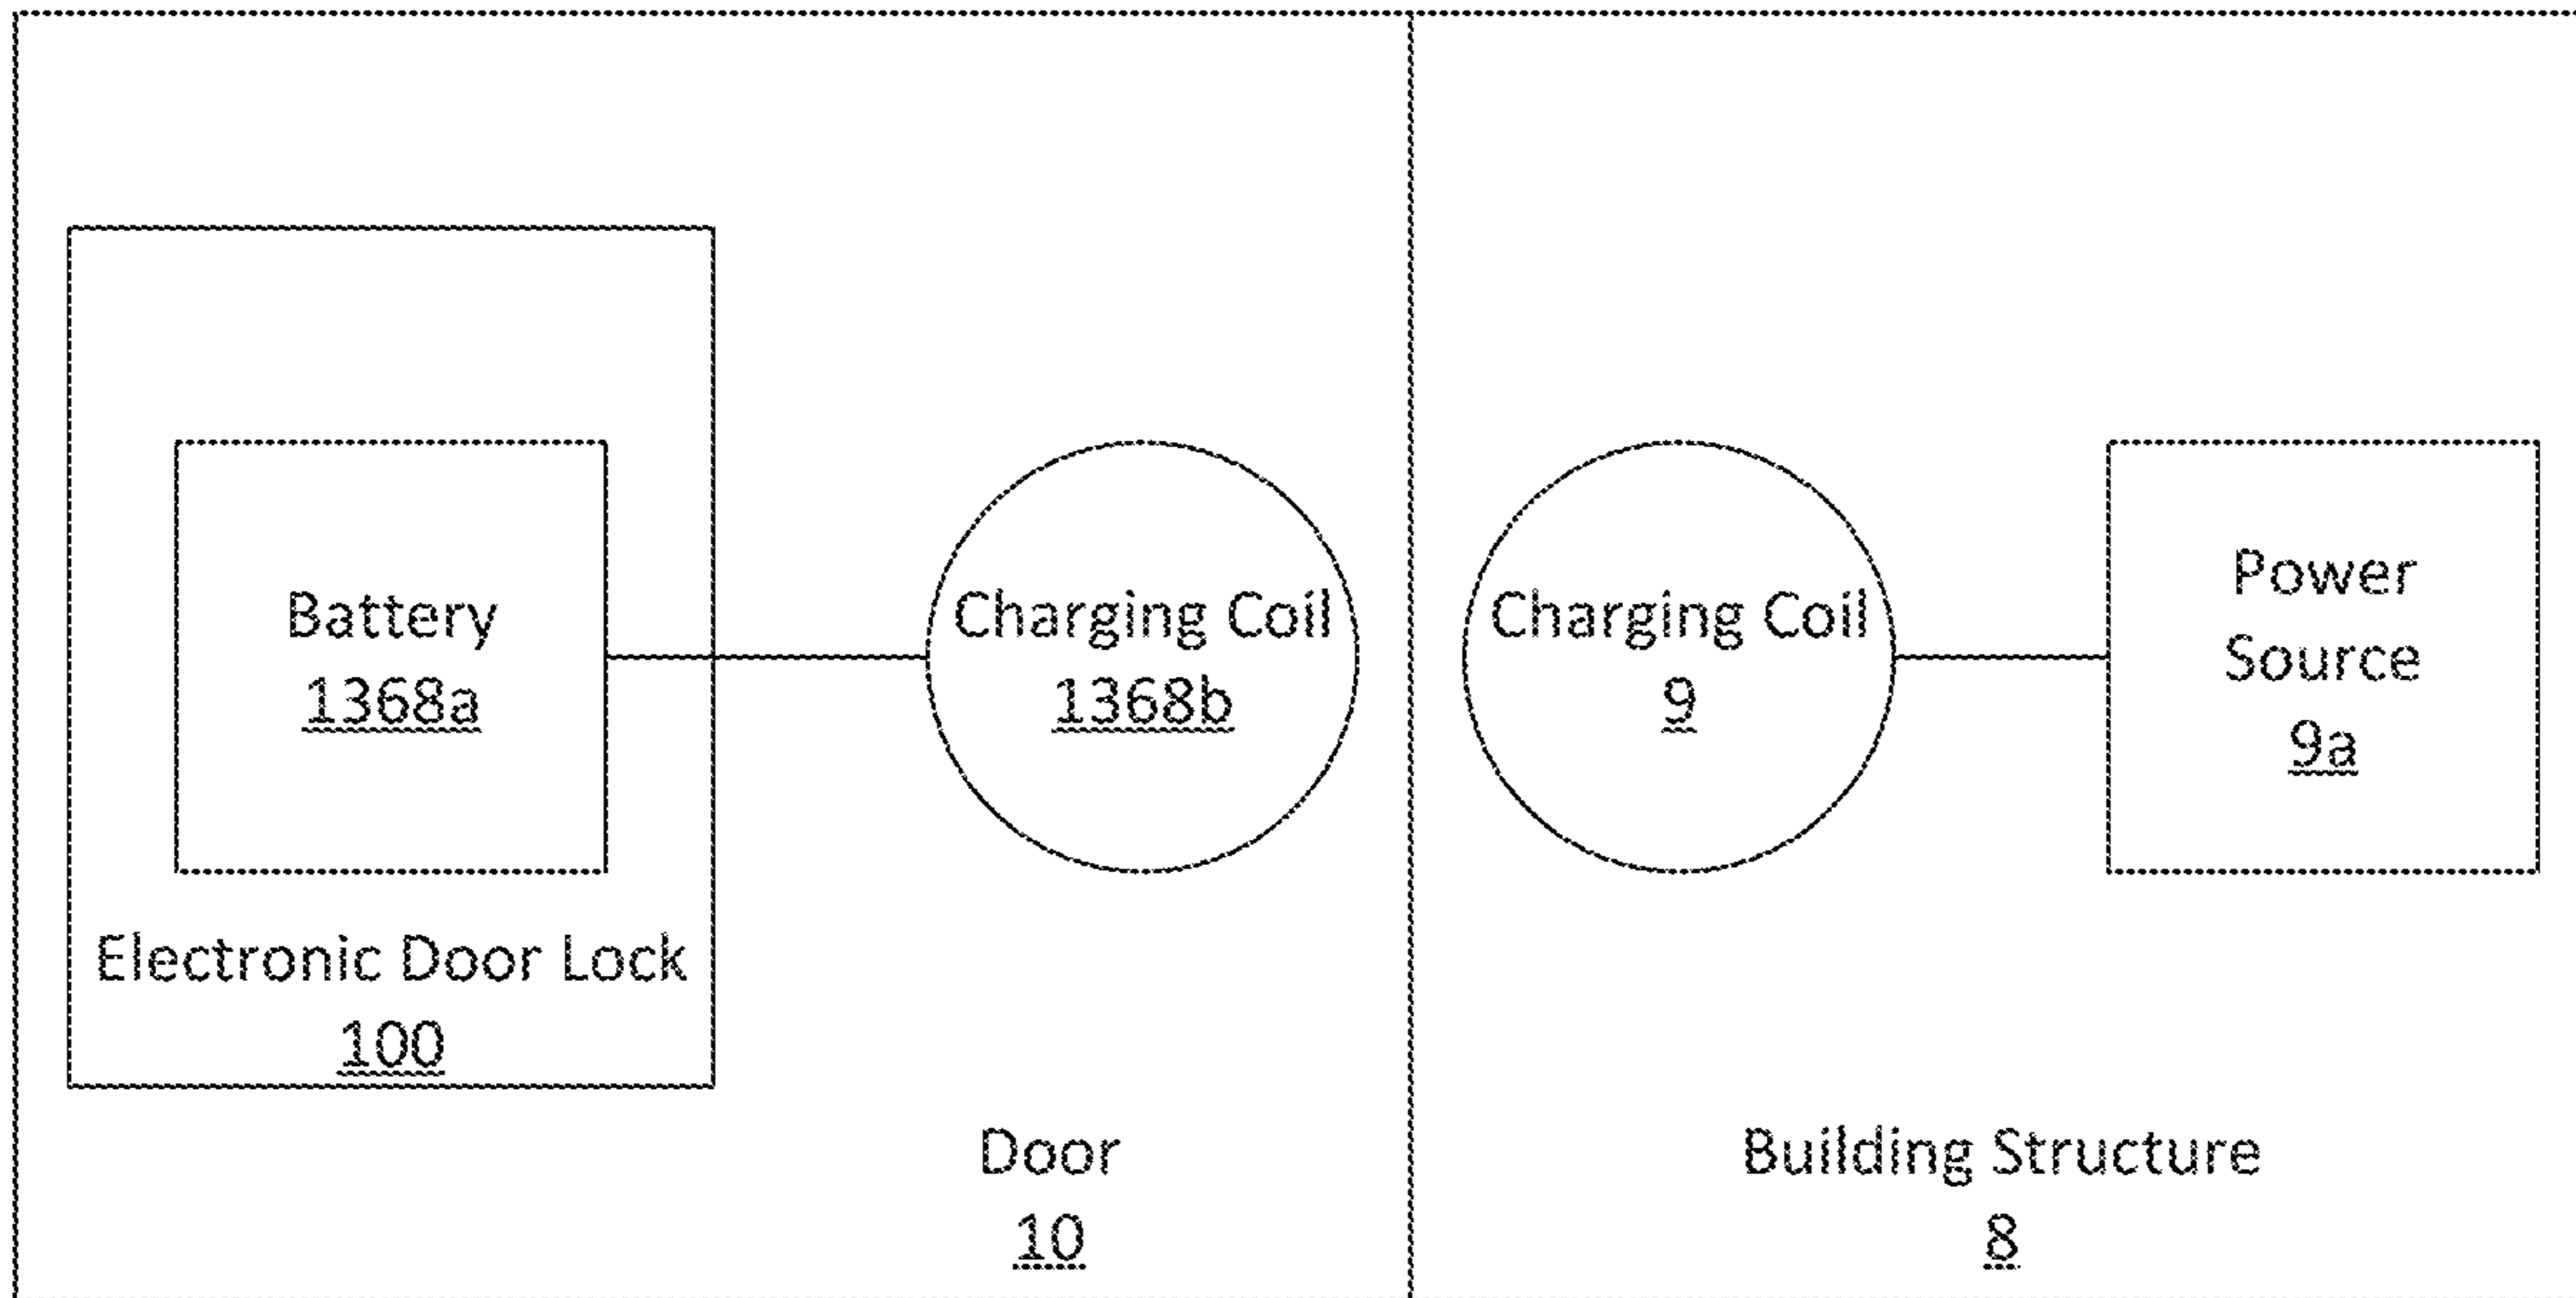 Battery
1368a
Electronic Door Lock
100
Charging Coil
1368b
Door
10
Charging Coil
9
Power
Source
9a
Building Structure
8